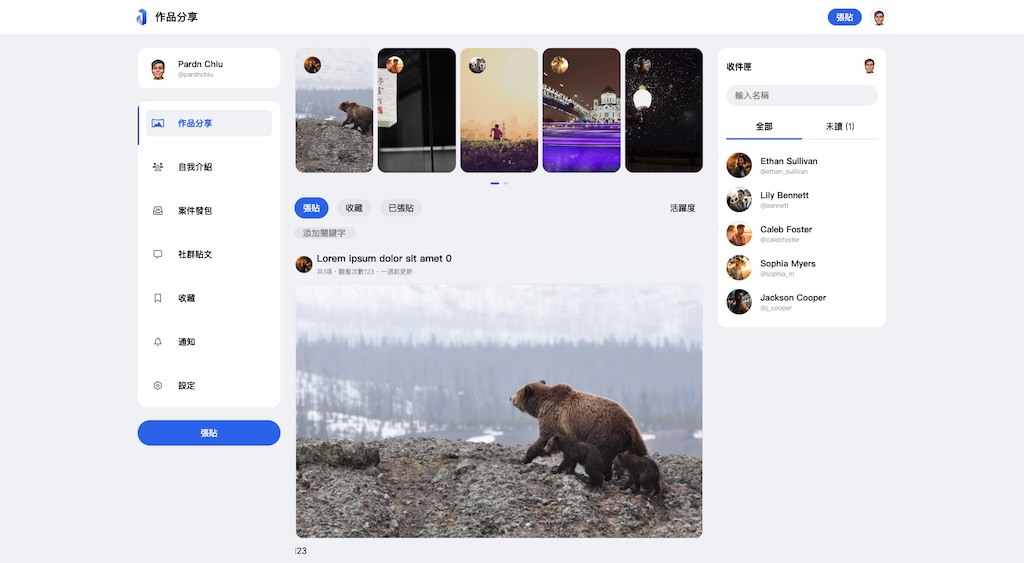 作品分享
張貼
Pardn Chiu
@pardnchiu
作品分享
自我介紹
案件發包
社群貼文
收藏
通知
設定
張貼
張貼
收藏
已張貼
活躍度
添加關鍵字
Lorem ipsum dolor sit amet 0
共1項・觀看次數123・一週前更新
123
收件匣
輸入名稱
全部
未讀 (1)
Ethan Sullivan
@ethan_sullivan
Lily Bennett
@bennett
Caleb Foster
@calebfoster
Sophia Myers
@sophia_m
Jackson Cooper
@j_cooper